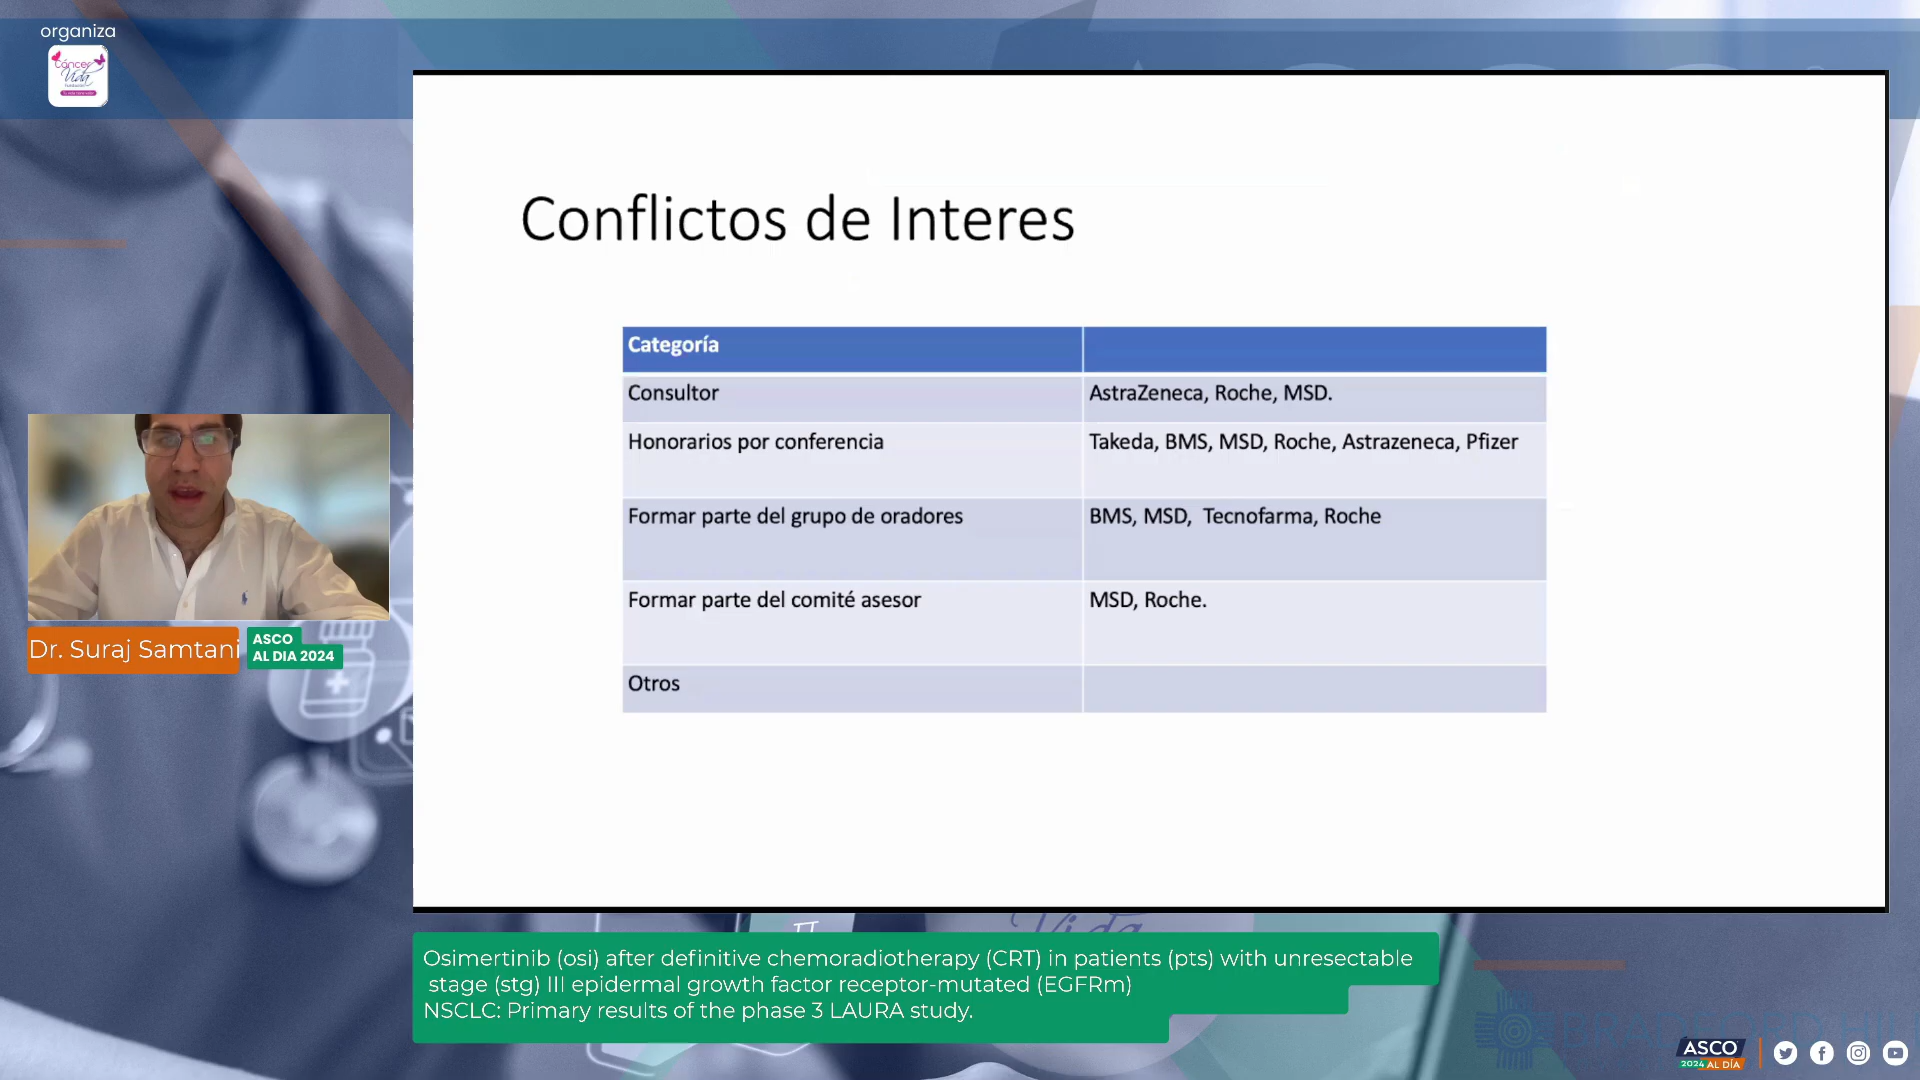 organiza
Cáncer
Vida
Conflictos de Interes
Categoría
Consultor
AstraZeneca, Roche, MSD.
Honorarios por conferencia
Takeda, BMS, MSD, Roche, Astrazeneca, Pfizer
Formar parte del grupo de oradores
BMS, MSD, Tecnofarma, Roche
Formar parte del comité asesor
MSD, Roche.
Otros
Dr. Suraj Samtani
ASCO
AL DIA 2024
Vida
Osimertinib (osi) after definitive chemoradiotherapy (CRT) in patients (pts) with unresectable
stage (stg) III epidermal growth factor receptor-mutated (EGFRm)
NSCLC: Primary results of the phase 3 LAURA study.
ASCO
2024 AL DÍA